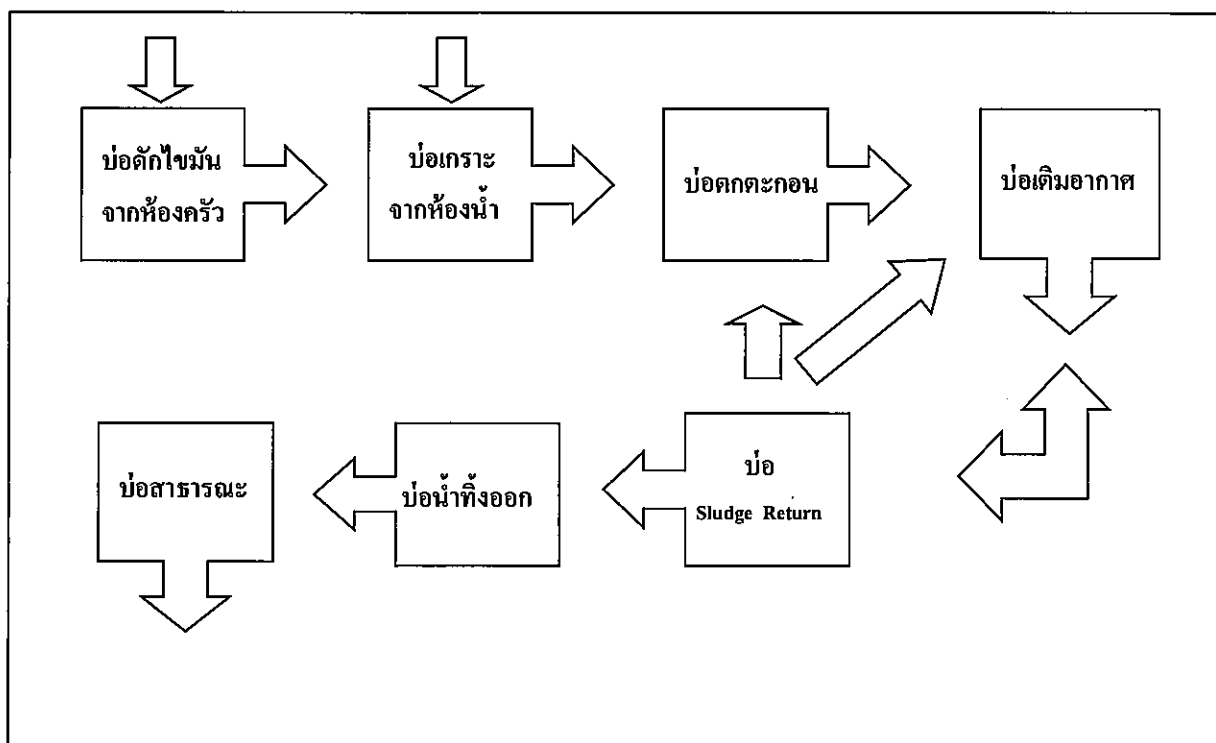 บ่อดักไขมัน
จากห้องครัว
บ่อเกราะ
จากห้องน้ำ
บ่อตกตะกอน
บ่อเติมอากาศ
บ่อสาธารณะ
บ่อน้ำทิ้งออก
บ่อ
Sludge Return